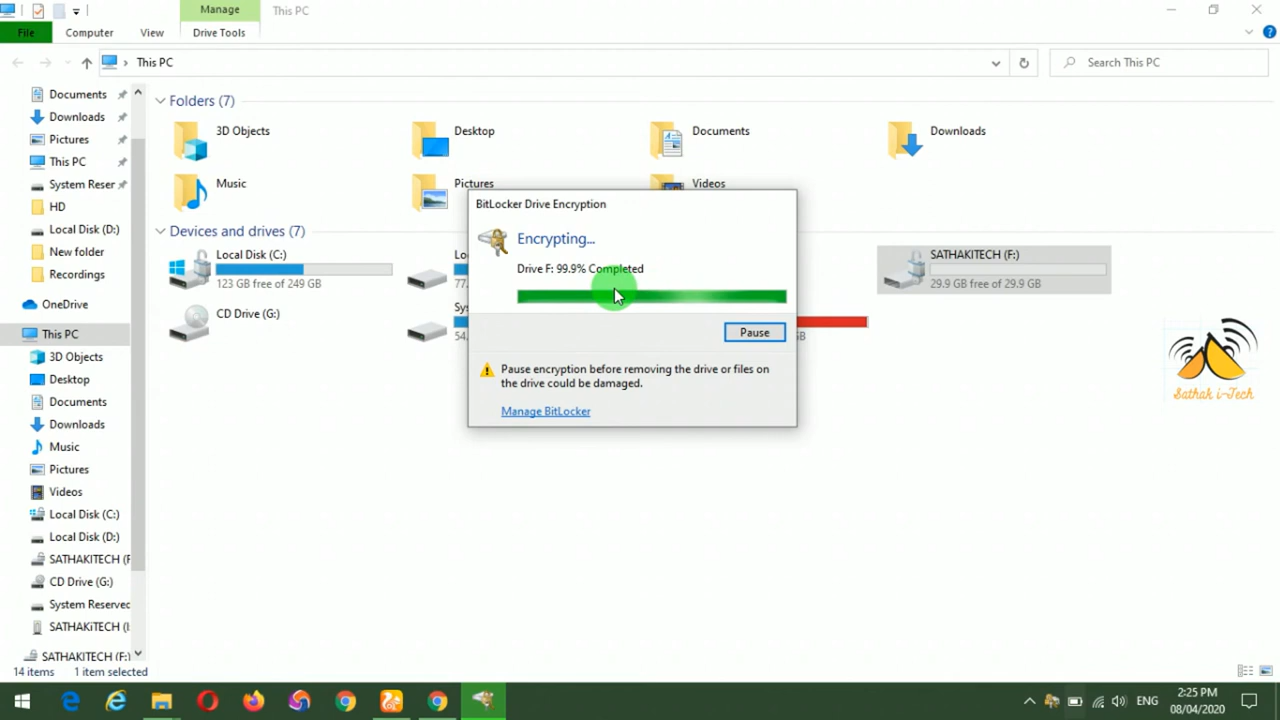 Manage
This PC
File
Computer
View
Drive Tools
This PC
Search This PC
Documents
Downloads
Pictures
This PC
System Reser
HD
Local Disk (D:)
New folder
Recordings
OneDrive
This PC
3D Objects
Desktop
Documents
Downloads
Music
Pictures
Videos
Local Disk (C:)
Local Disk (D:)
SATHAKITECH (F
CD Drive (G:)
System Reserved
SATHAKiTECH (I
SATHAKITECH (F:)
Folders (7)
3D Objects
Desktop
Documents
Downloads
Music
Pictures
Videos
Devices and drives (7)
Local Disk (C:)
123 GB free of 249 GB
Lo
77.
SATHAKITECH (F:)
29.9 GB free of 29.9 GB
CD Drive (G:)
Sys
54.
BitLocker Drive Encryption
Encrypting...
Drive F: 99.9% Completed
Pause
Pause encryption before removing the drive or files on
the drive could be damaged.
Manage BitLocker
Sathak i-Tech
14 items
1 item selected
ENG
2:25 PM
08/04/2020